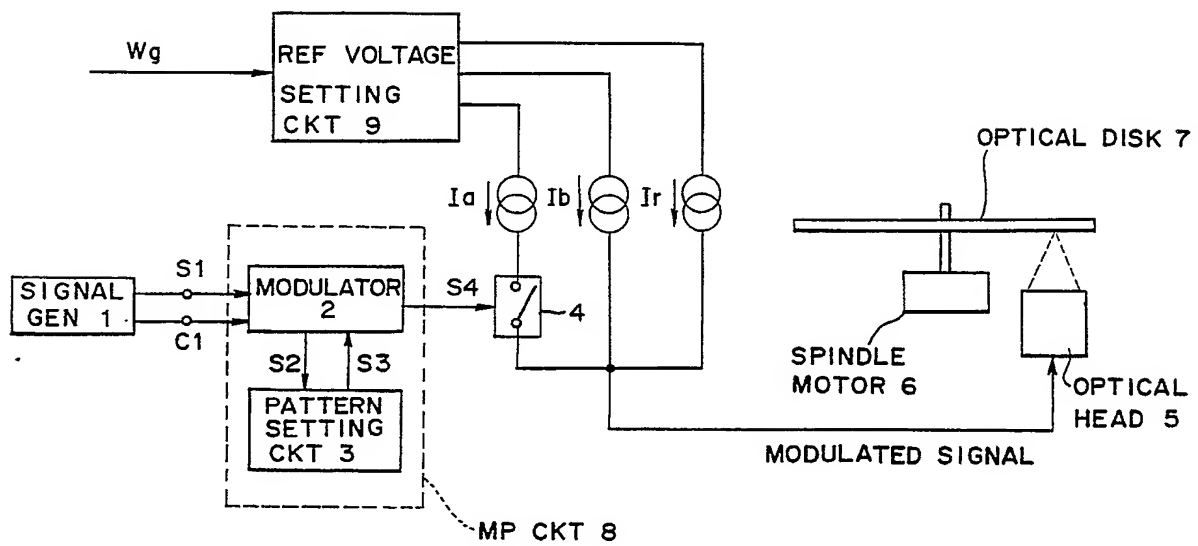 Wg
REF VOLTAGE
SETTING
CKT 9
OPTICAL DISK 7
Ia
Ib
Ir
S1
SIGNAL
GEN 1
C1
MODULATOR
2
S4
4
S2
S3
PATTERN
SETTING
CKT 3
SPINDLE
MOTOR 6
OPTICAL
HEAD 5
MODULATED SIGNAL
MP CKT 8